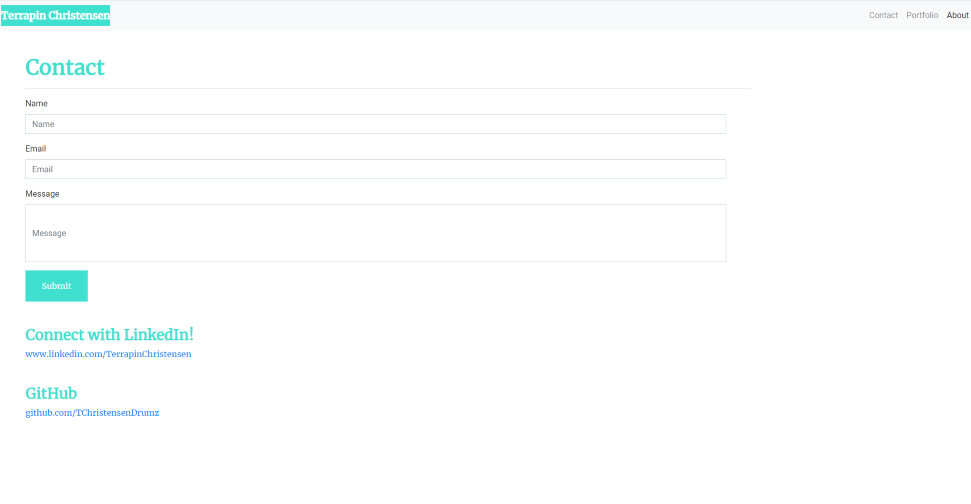 Terrapin Christensen
Contact Portfolio About
Contact
Name
Name
Email
Email
Message
Message
Submit
Connect with LinkedIn!
www.linkedin.com/TerrapinChristensen
GitHub
github.com/TChristensenDrumz